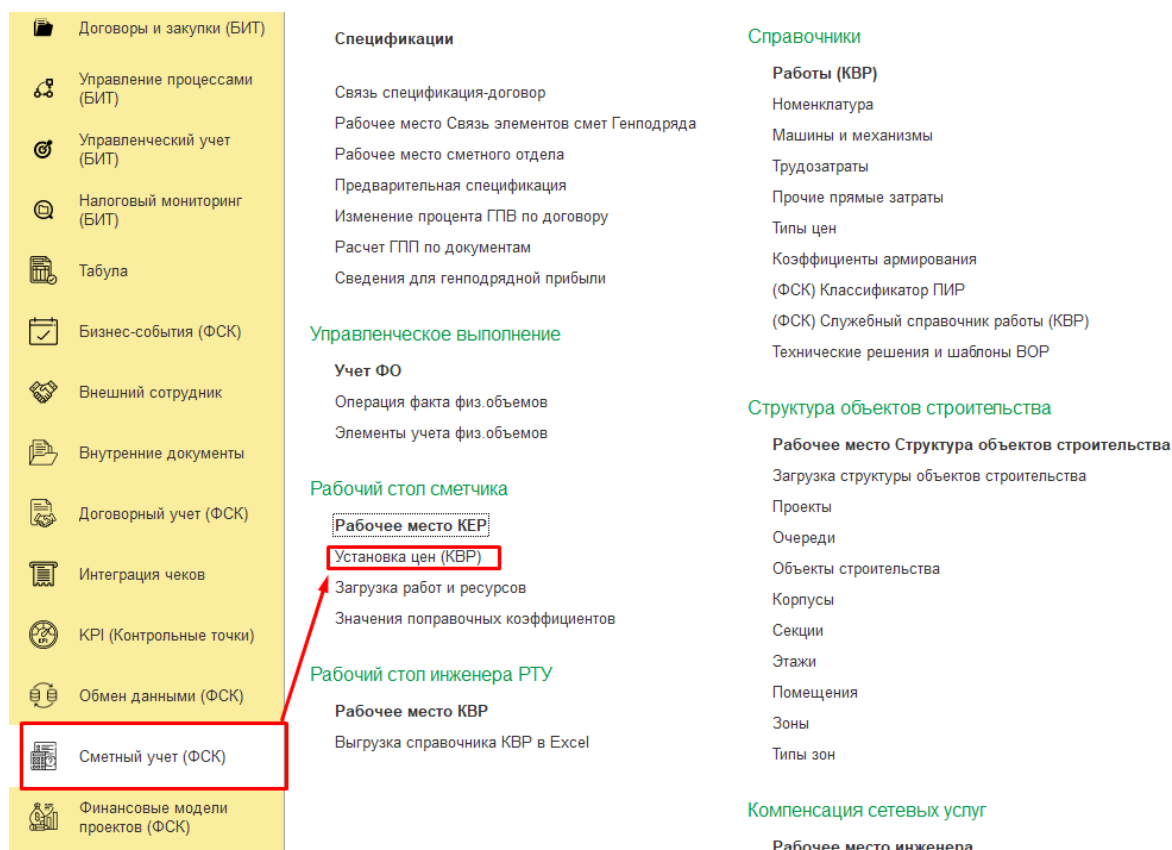 Договоры и закупки (БИТ)
Управление процессами
(БИТ)
Управленческий учет
(БИТ)
Налоговый мониторинг
(БИТ)
Табула
Бизнес-события (ФСК)
Внешний сотрудник
Внутренние документы
Договорный учет (ФСК)
Интеграция чеков
KPI (Контрольные точки)
Обмен данными (ФСК)
Сметный учет (ФСК)
Финансовые модели
проектов (ФСК)
Спецификации
Связь спецификация-договор
Рабочее место Связь элементов смет Генподряда
Рабочее место сметного отдела
Предварительная спецификация
Изменение процента ГПВ по договору
Расчет ГПП по документам
Сведения для генподрядной прибыли
Управленческое выполнение
Учет ФО
Операция факта физ.объемов
Элементы учета физ.объемов
Рабочий стол сметчика
Рабочее место КЕР
Установка цен (КВР)
Загрузка работ и ресурсов
Значения поправочных коэффициентов
Рабочий стол инженера РТУ
Рабочее место КВР
Выгрузка справочника КВР в Excel
Справочники
Работы (КВР)
Номенклатура
Машины и механизмы
Трудозатраты
Прочие прямые затраты
Типы цен
Коэффициенты армирования
(ФСК) Классификатор ПИР
(ФСК) Служебный справочник работы (КВР)
Технические решения и шаблоны ВОР
Структура объектов строительства
Рабочее место Структура объектов строительства
Загрузка структуры объектов строительства
Проекты
Очереди
Объекты строительства
Корпусы
Секции
Этажи
Помещения
Зоны
Типы зон
Компенсация сетевых услуг
Рабочее место инженера